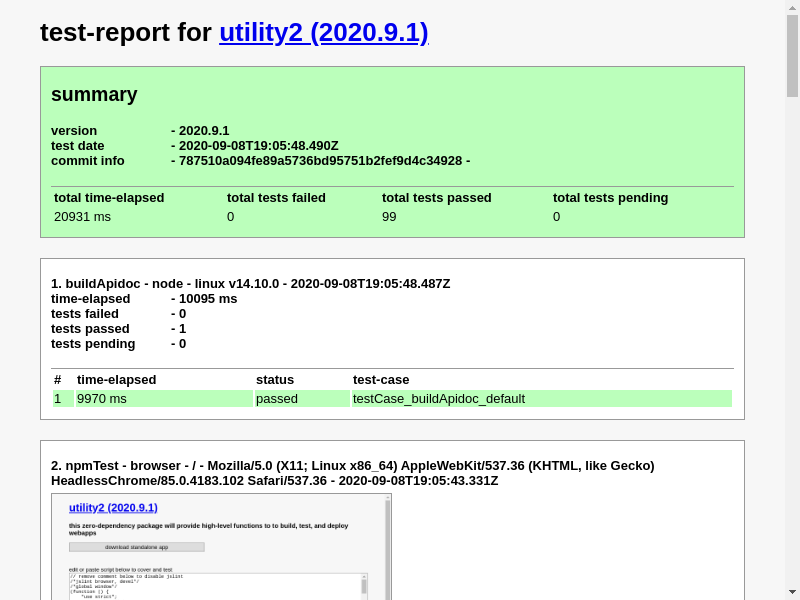 test-report for utility2 (2020.9.1)
summary
version - 2020.9.1
test date - 2020-09-08T19:05:48.490Z
commit info - 787510a094fe89a5736bd95751b2fef9d4c34928 -
total time-elapsed total tests failed total tests passed total tests pending
20931 ms 0 99 0
1. buildApidoc - node - linux v14.10.0 - 2020-09-08T19:05:48.487Z
time-elapsed - 10095 ms
tests failed - 0
tests passed - 1
tests pending - 0
# time-elapsed status test-case
1 9970 ms passed testCase_buildApidoc_default
2. npmTest - browser - / - Mozilla/5.0 (X11; Linux x86_64) AppleWebKit/537.36 (KHTML, like Gecko)
HeadlessChrome/85.0.4183.102 Safari/537.36 - 2020-09-08T19:05:43.331Z
utility2 (2020.9.1)
this zero-dependency package will provide high-level functions to to build, test, and deploy
webapps
download standalone app
edit or paste script below to cover and test
// remove comment below to disable jslint
/*jslint browser, devel*/
/*global window*/
(function () {
"use strict";